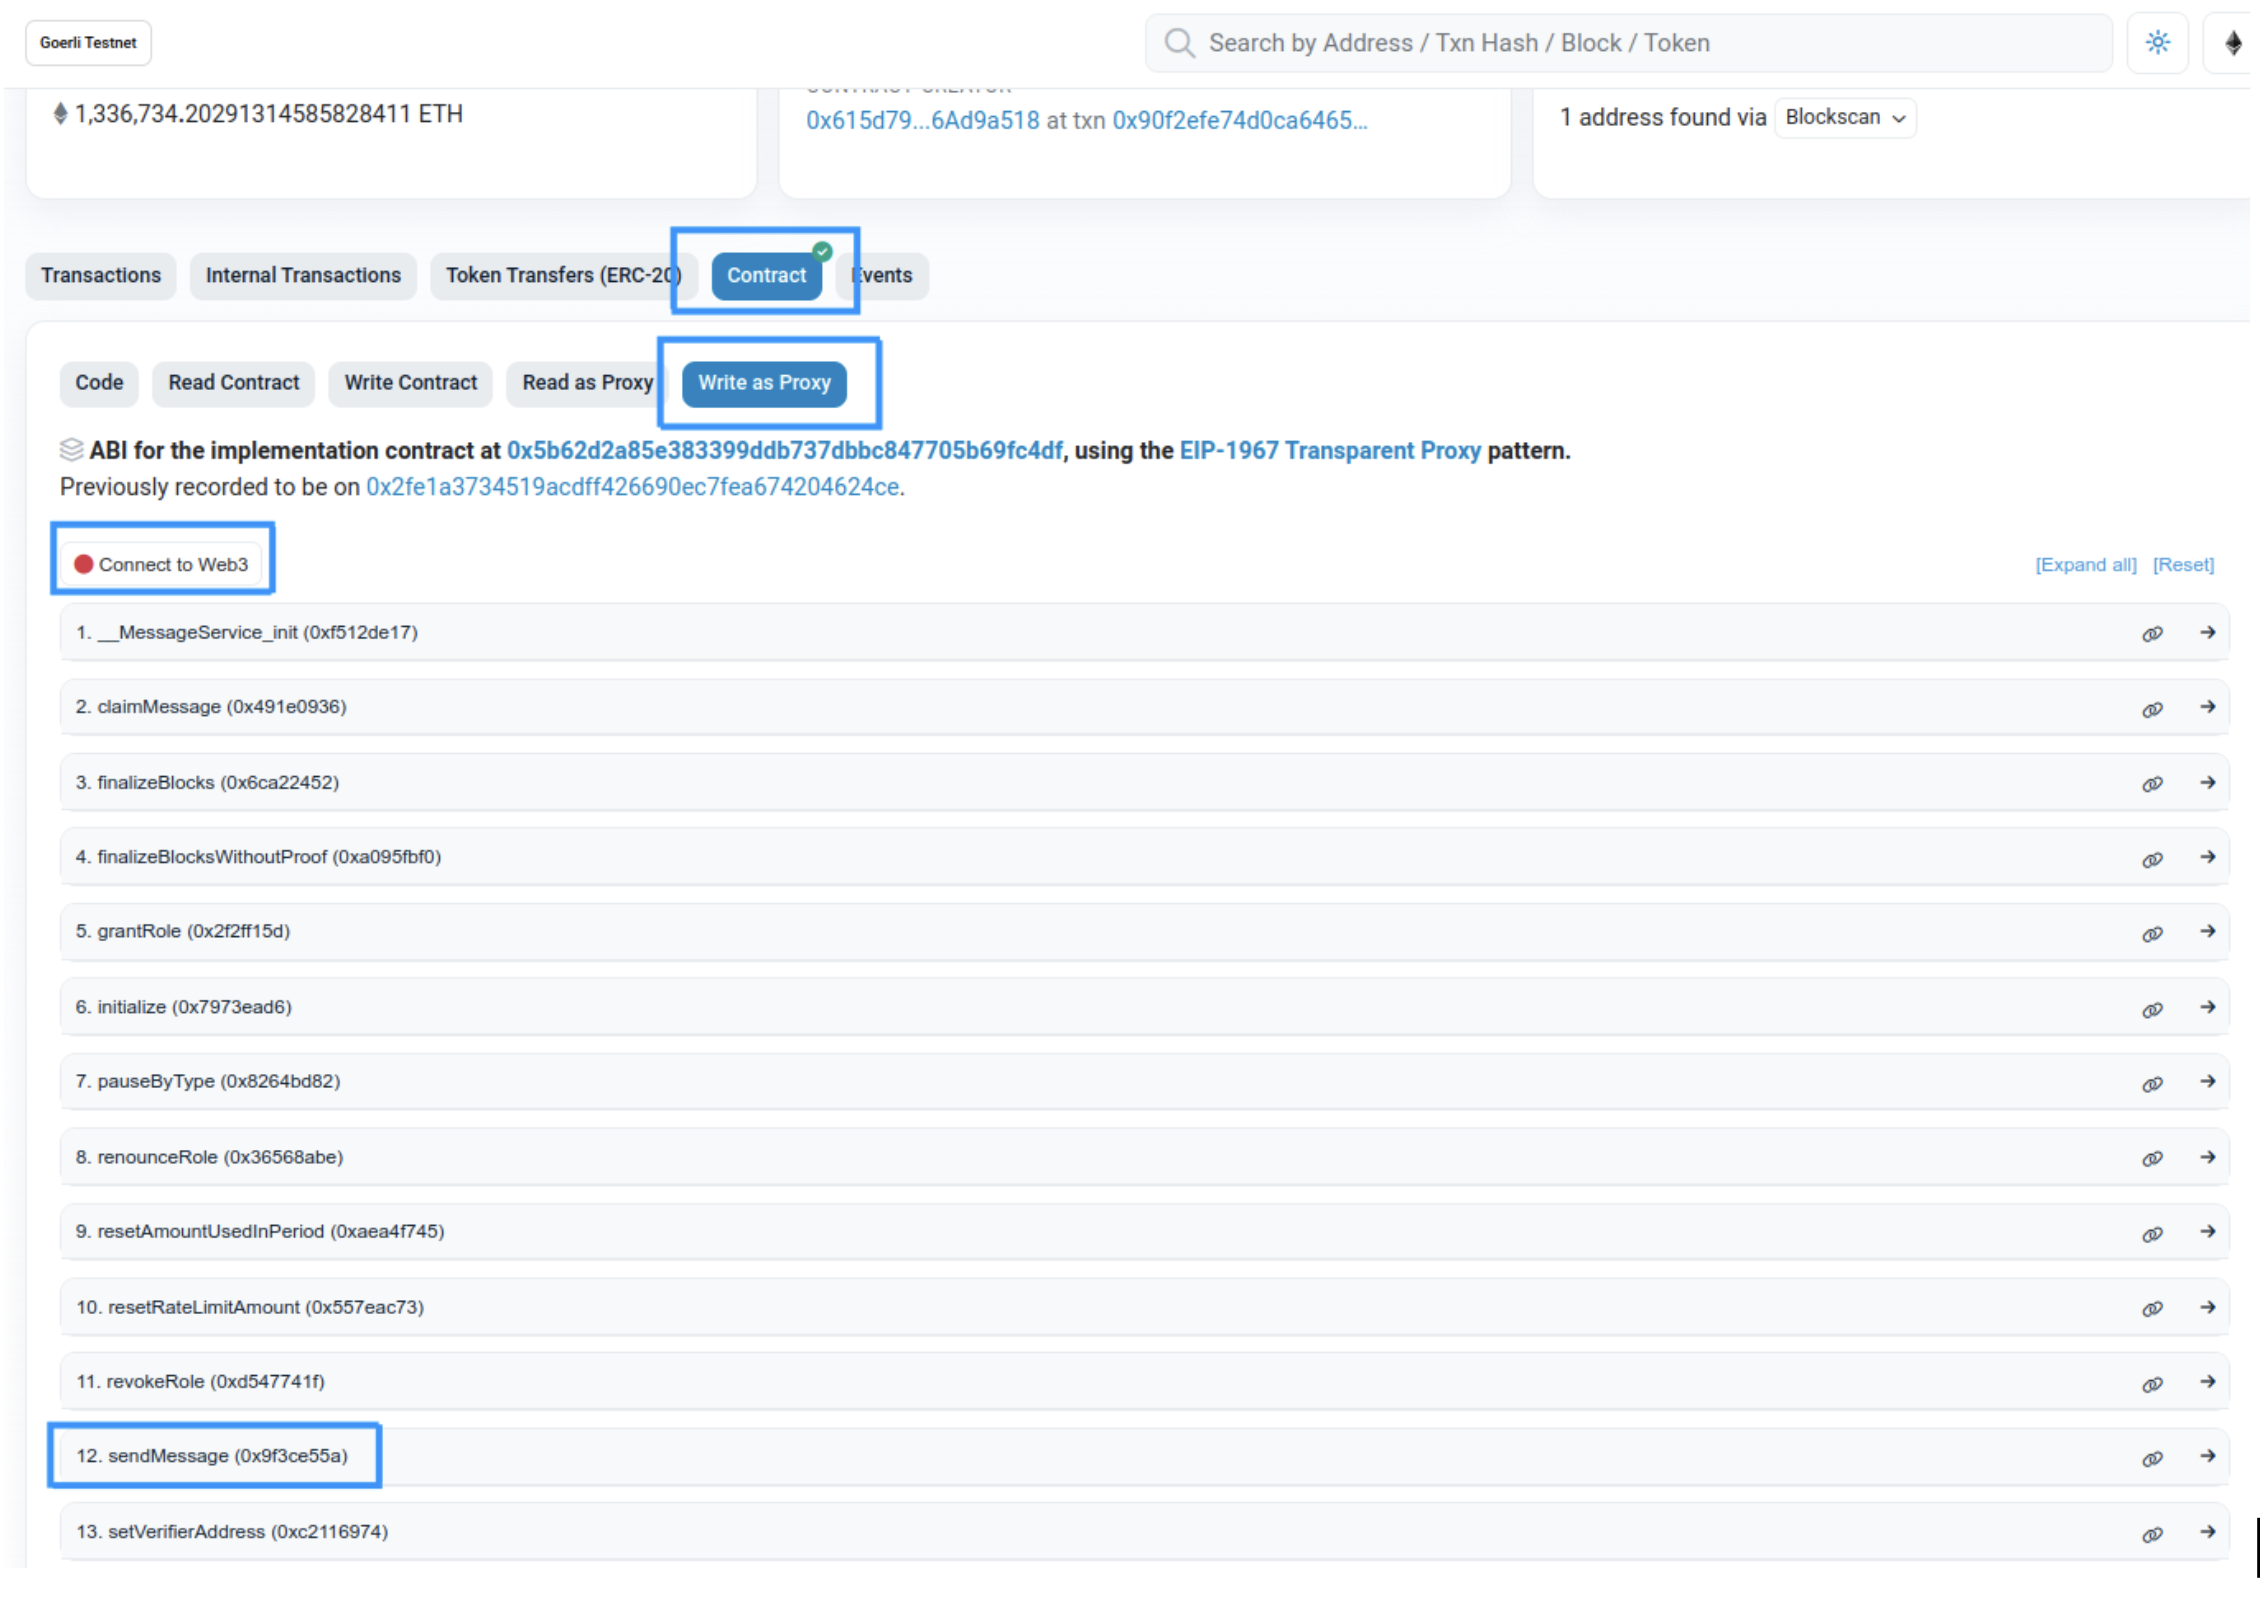 Goerli Testnet
Search by Address / Txn Hash / Block / Token
1,336,734.20291314585828411 ETH
CONTRACT CREATOR
0x615d79...6Ad9a518 at txn 0x90f2efe74d0ca6465...
1 address found via Blockscan
Transactions Internal Transactions Token Transfers (ERC-20) Contract Events
Code Read Contract Write Contract Read as Proxy Write as Proxy
ABI for the implementation contract at 0x5b62d2a85e383399ddb737dbbc847705b69fc4df, using the EIP-1967 Transparent Proxy pattern.
Previously recorded to be on 0x2fe1a3734519acdff426690ec7fea674204624ce.
Connect to Web3 [Expand all] [Reset]
1. __MessageService_init (0xf512de17)
2. claimMessage (0x491e0936)
3. finalizeBlocks (0x6ca22452)
4. finalizeBlocksWithoutProof (0xa095fbf0)
5. grantRole (0x2f2ff15d)
6. initialize (0x7973ead6)
7. pauseByType (0x8264bd82)
8. renounceRole (0x36568abe)
9. resetAmountUsedInPeriod (0xaea4f745)
10. resetRateLimitAmount (0x557eac73)
11. revokeRole (0xd547741f)
12. sendMessage (0x9f3ce55a)
13. setVerifierAddress (0xc2116974)